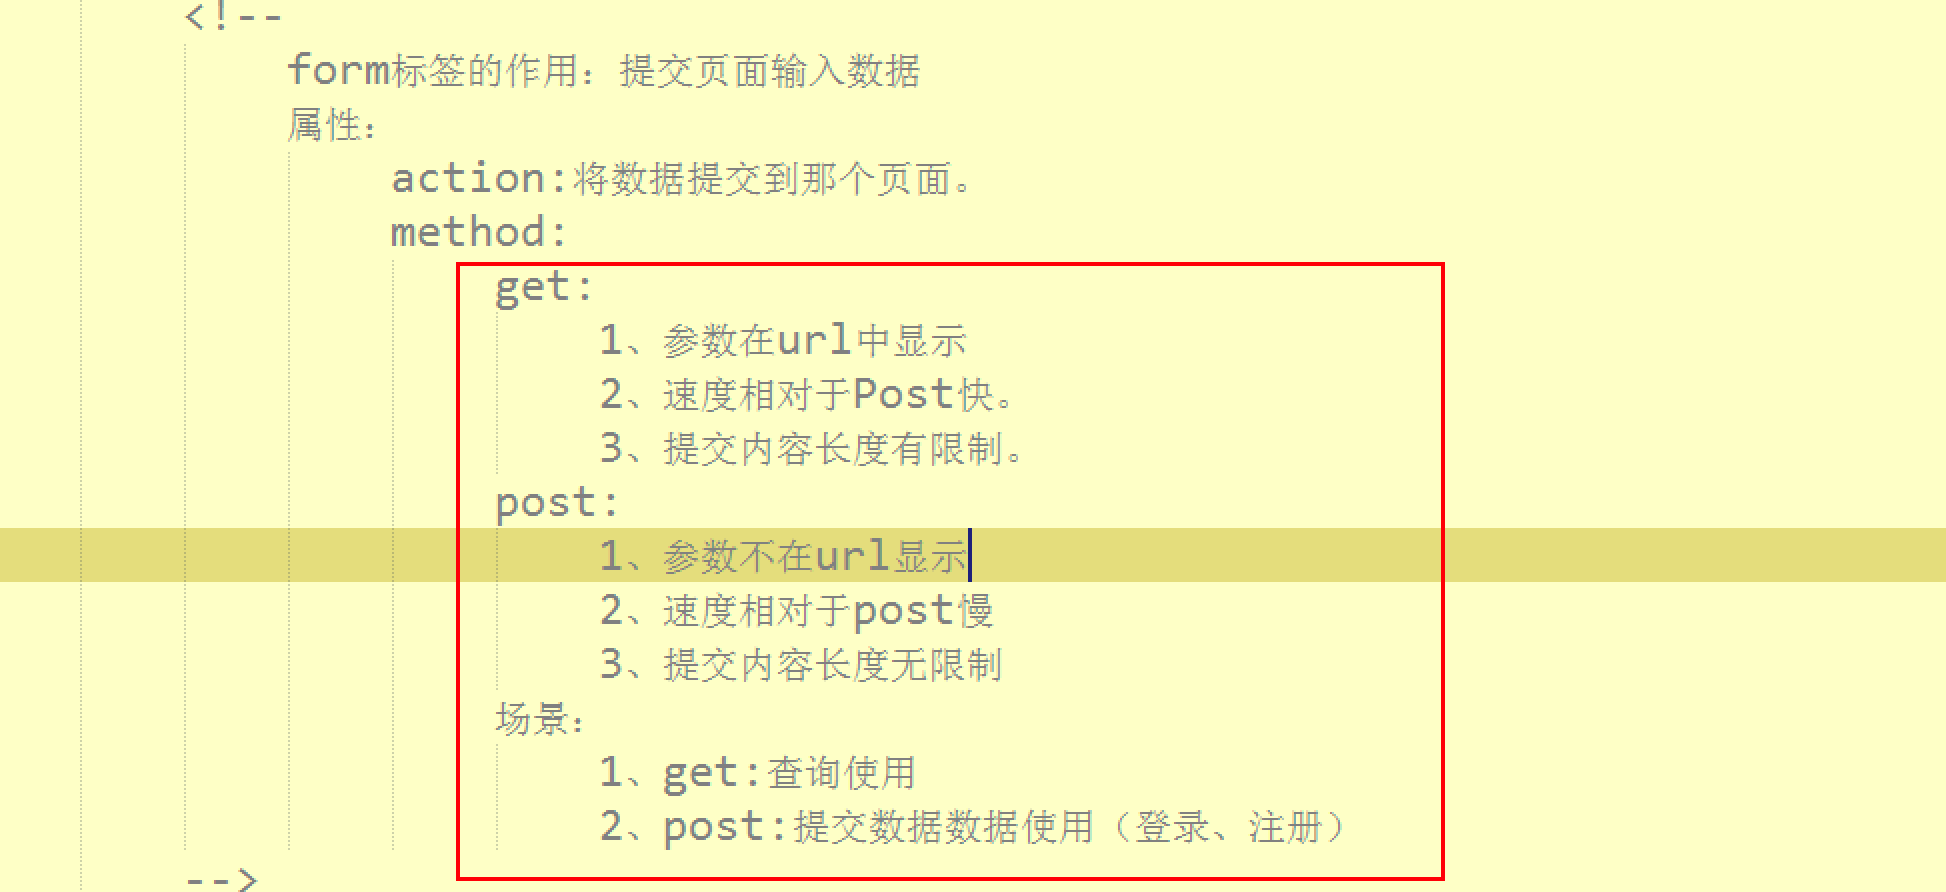 <!--
form标签的作用：提交页面输入数据
属性：
action:将数据提交到那个页面。
method:
get:
1、参数在url中显示
2、速度相对于Post快。
3、提交内容长度有限制。
post:
1、参数不在url显示
2、速度相对于post慢
3、提交内容长度无限制
场景：
1、get:查询使用
2、post:提交数据数据使用（登录、注册）
-->